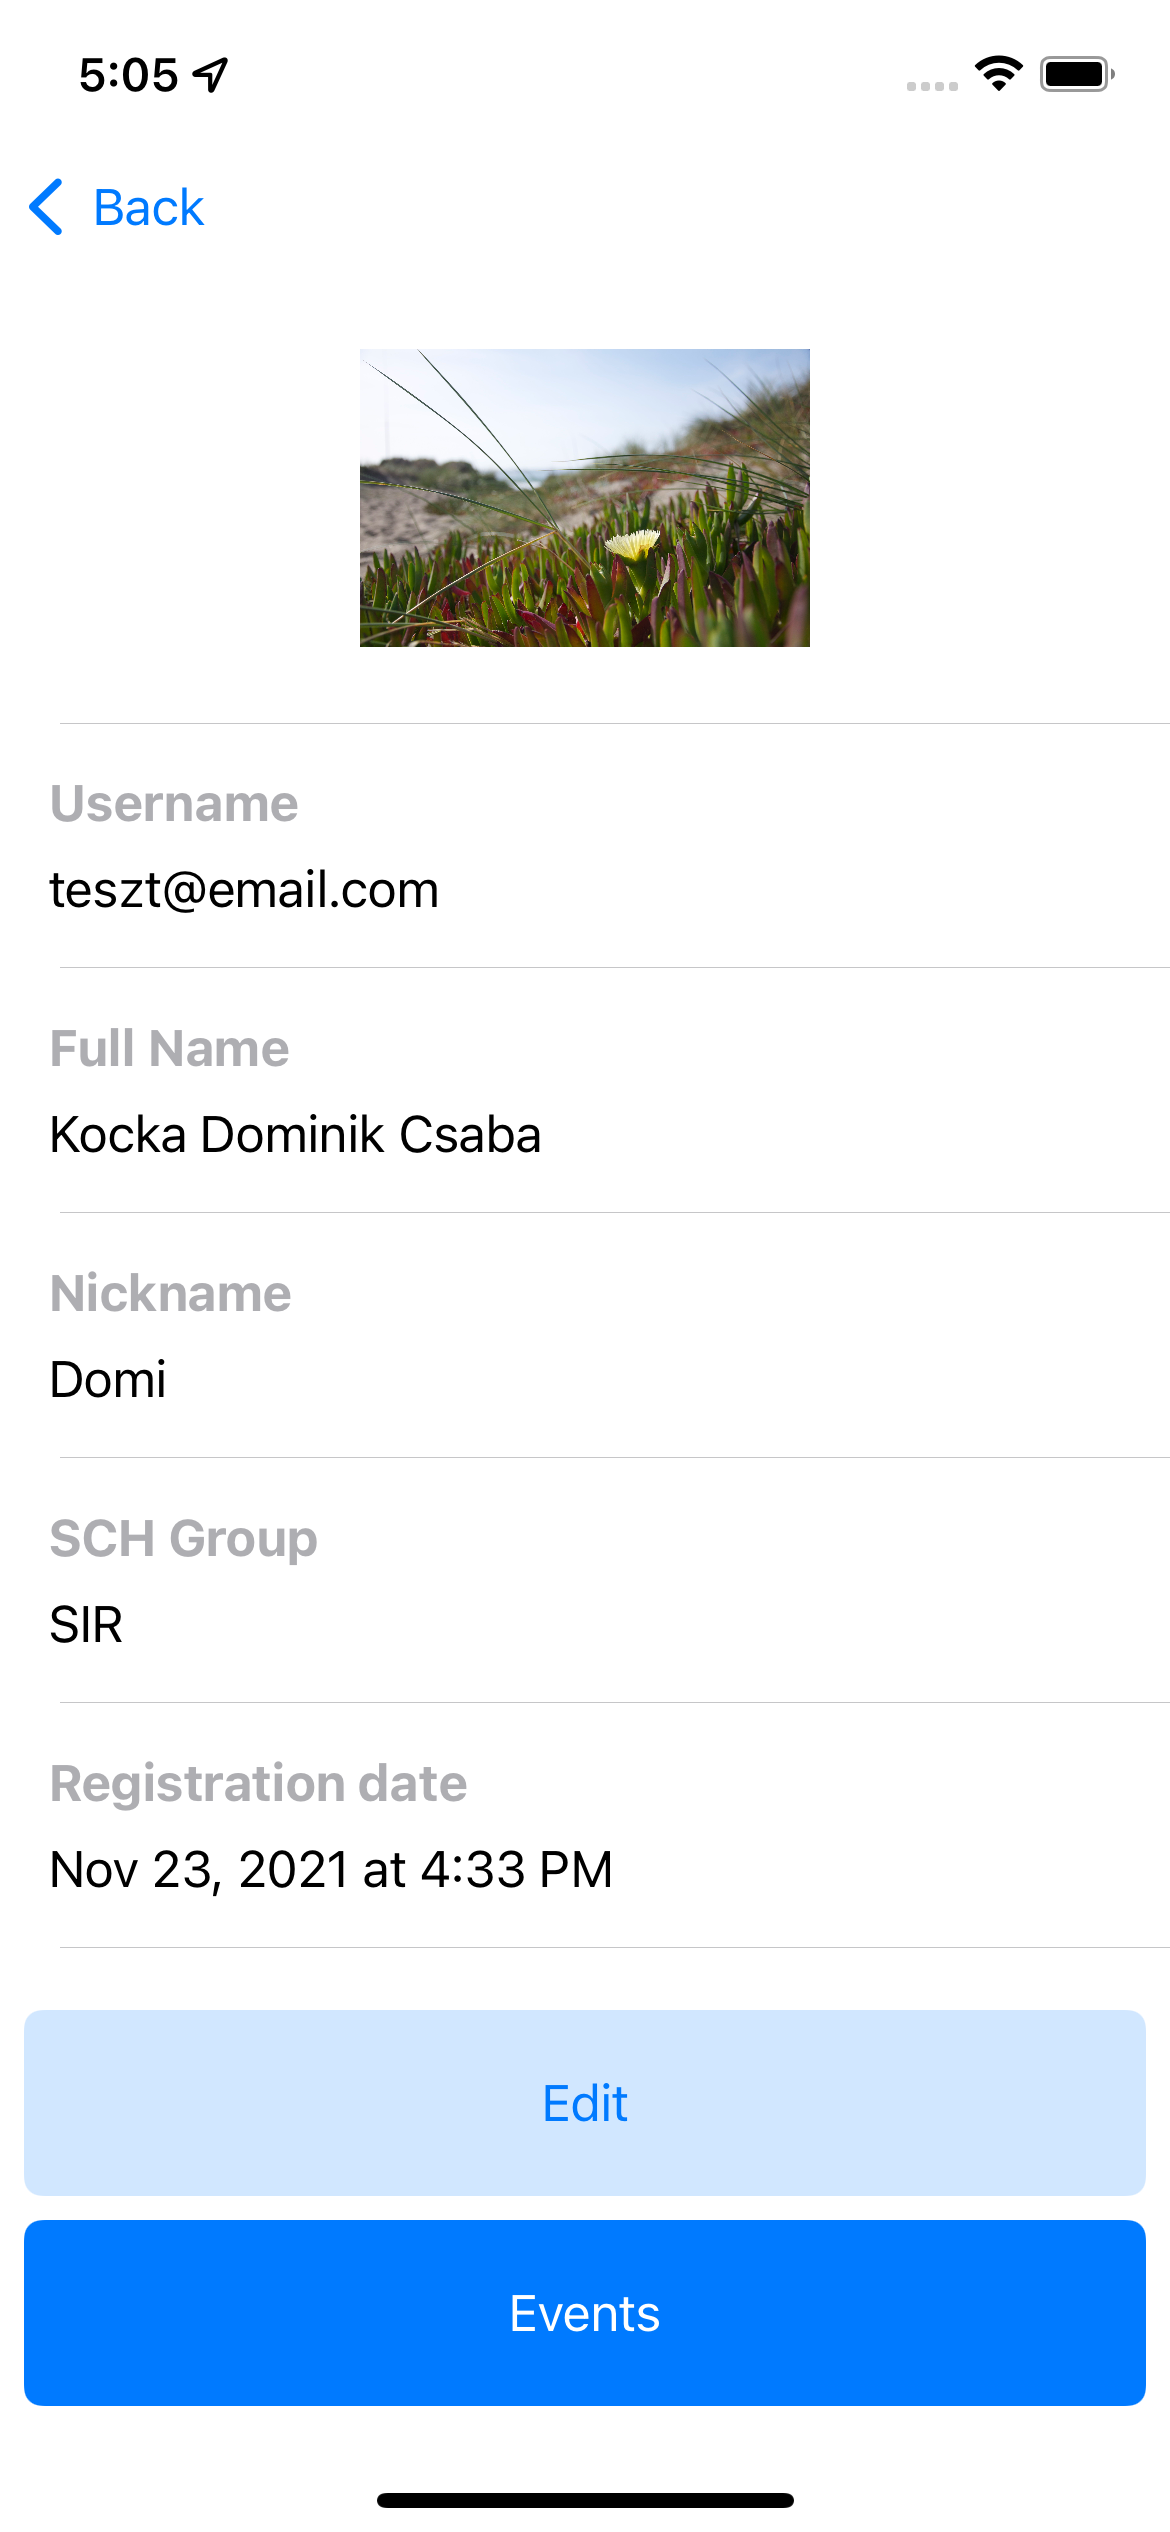 5:05
Back
Username
teszt@email.com
Full Name
Kocka Dominik Csaba
Nickname
Domi
SCH Group
SIR
Registration date
Nov 23, 2021 at 4:33 PM
Edit
Events